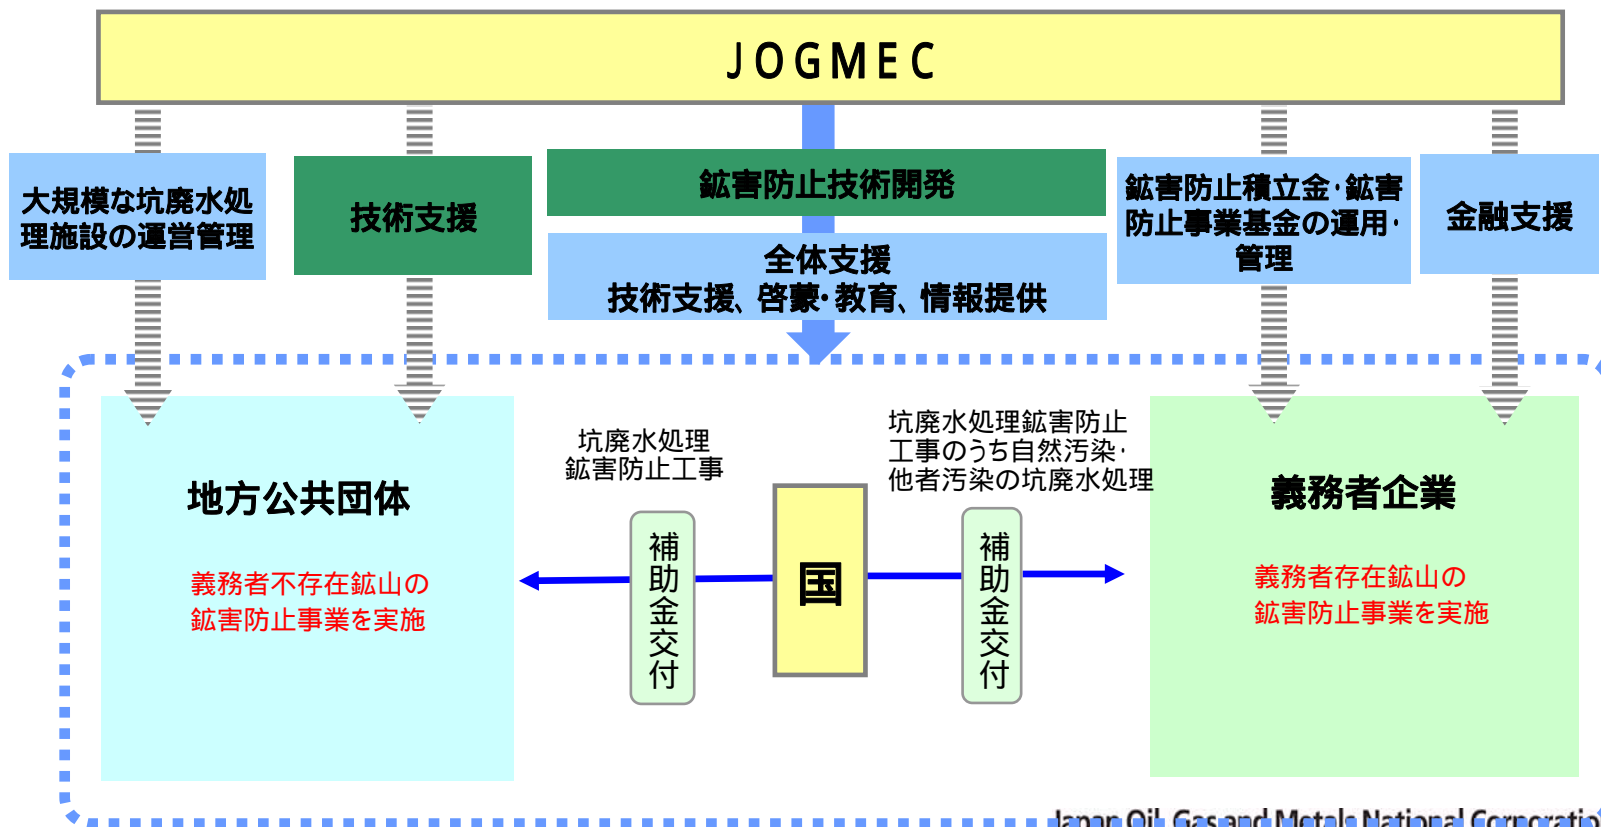 JOGMEC
大規模な坑廃水処
理施設の運営管理
技術支援
鉱害防止技術開発
全体支援
技術支援、啓蒙・教育、情報提供
鉱害防止積立金・鉱害
防止事業基金の運用・
管理
金融支援
地方公共団体
義務者不存在鉱山の
鉱害防止事業を実施
坑廃水処理
鉱害防止工事
補助金交付
国
坑廃水処理鉱害防止
工事のうち自然汚染・
他者汚染の坑廃水処理
補助金交付
義務者企業
義務者存在鉱山の
鉱害防止事業を実施
Japan Oil, Gas and Metals National Corporatio